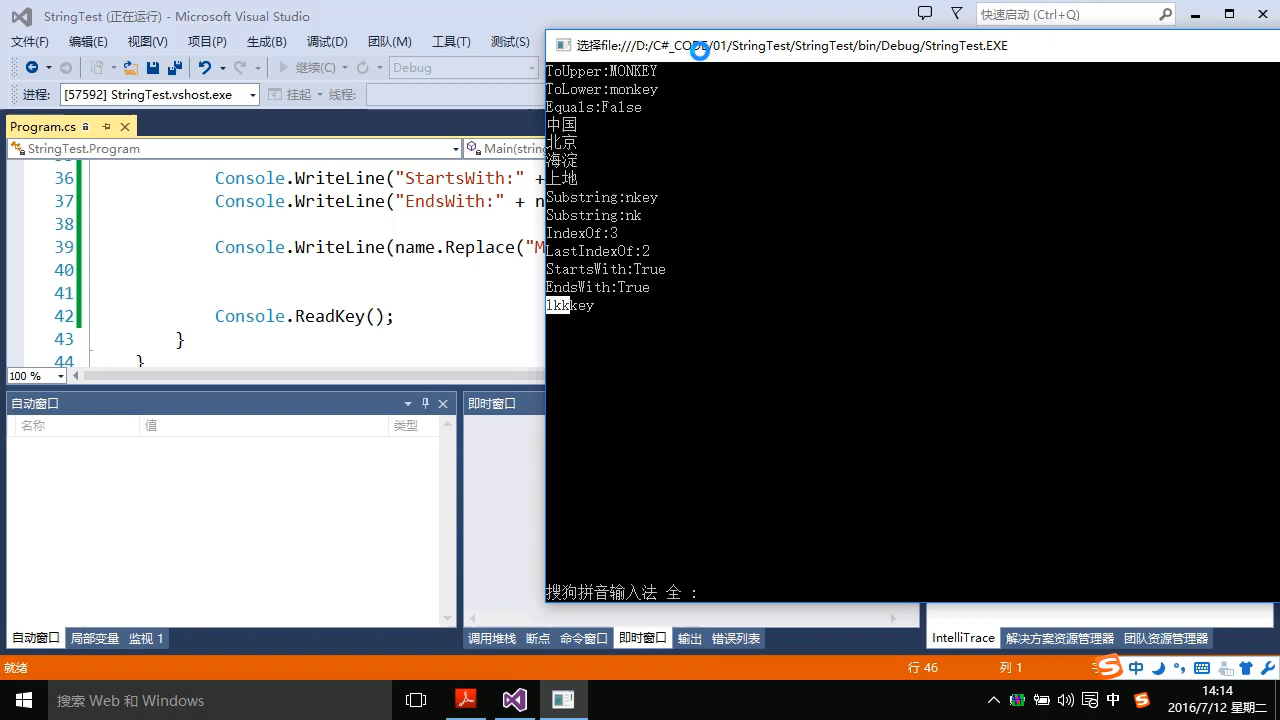 StringTest (正在运行) - Microsoft Visual Studio
快速启动 (Ctrl+Q)
文件(F) 编辑(E) 视图(V) 项目(P) 生成(B) 调试(D) 团队(M) 工具(T) 测试(S)
继续(C) Debug
进程: [57592] StringTest.vshost.exe 挂起 线程:
Program.cs
StringTest.Program Main(string
36 Console.WriteLine("StartsWith:" +
37 Console.WriteLine("EndsWith:" + n
38
39 Console.WriteLine(name.Replace("M
40
41
42 Console.ReadKey();
43 }
44 }
100 %
选择file:///D:/C#_CODE/01/StringTest/StringTest/bin/Debug/StringTest.EXE
ToUpper:MONKEY
ToLower:monkey
Equals:False
中国
北京
海淀
上地
Substring:nkey
Substring:nk
IndexOf:3
LastIndexOf:2
StartsWith:True
EndsWith:True
lkkkey
搜狗拼音输入法 全 :
自动窗口
名称 值 类型
即时窗口
自动窗口 局部变量 监视 1
调用堆栈 断点 命令窗口 即时窗口 输出 错误列表
IntelliTrace 解决方案资源管理器 团队资源管理器
就绪 行 46 列 1
中
搜索 Web 和 Windows
中
14:14
2016/7/12 星期二